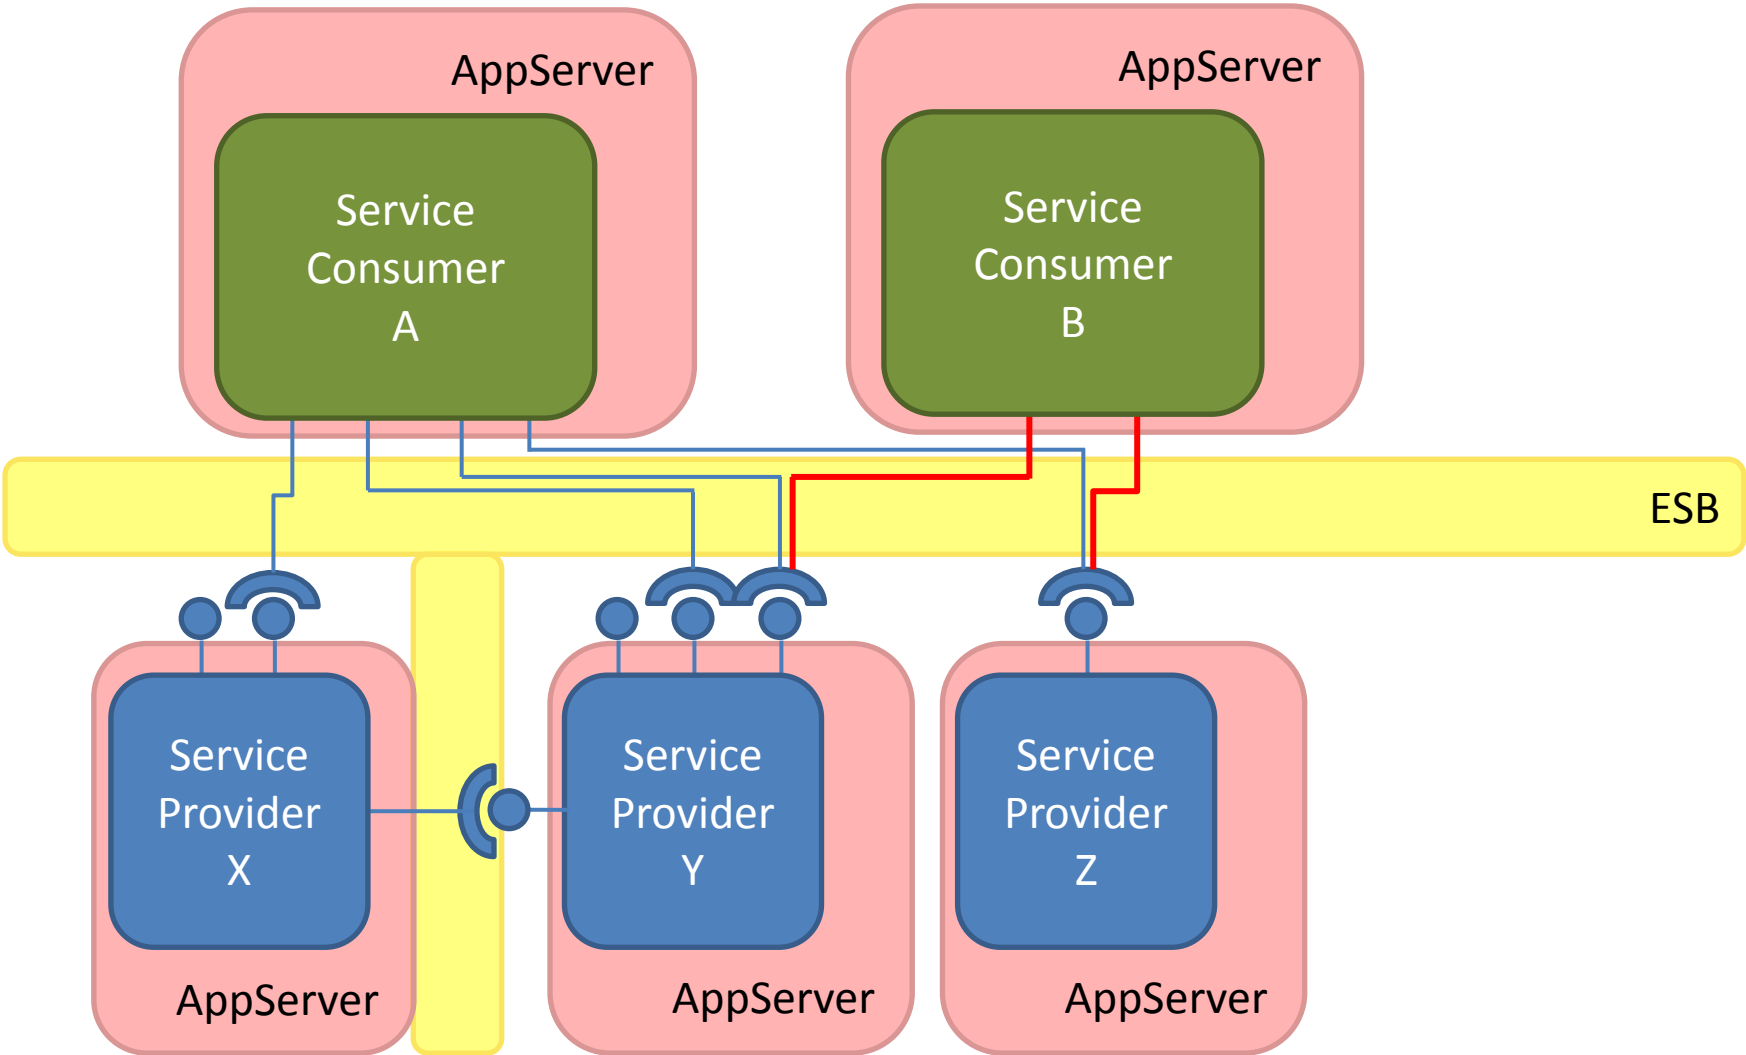 AppServer
Service
Consumer
A
AppServer
Service
Consumer
B
ESB
Service
Provider
X
AppServer
Service
Provider
Y
AppServer
Service
Provider
Z
AppServer